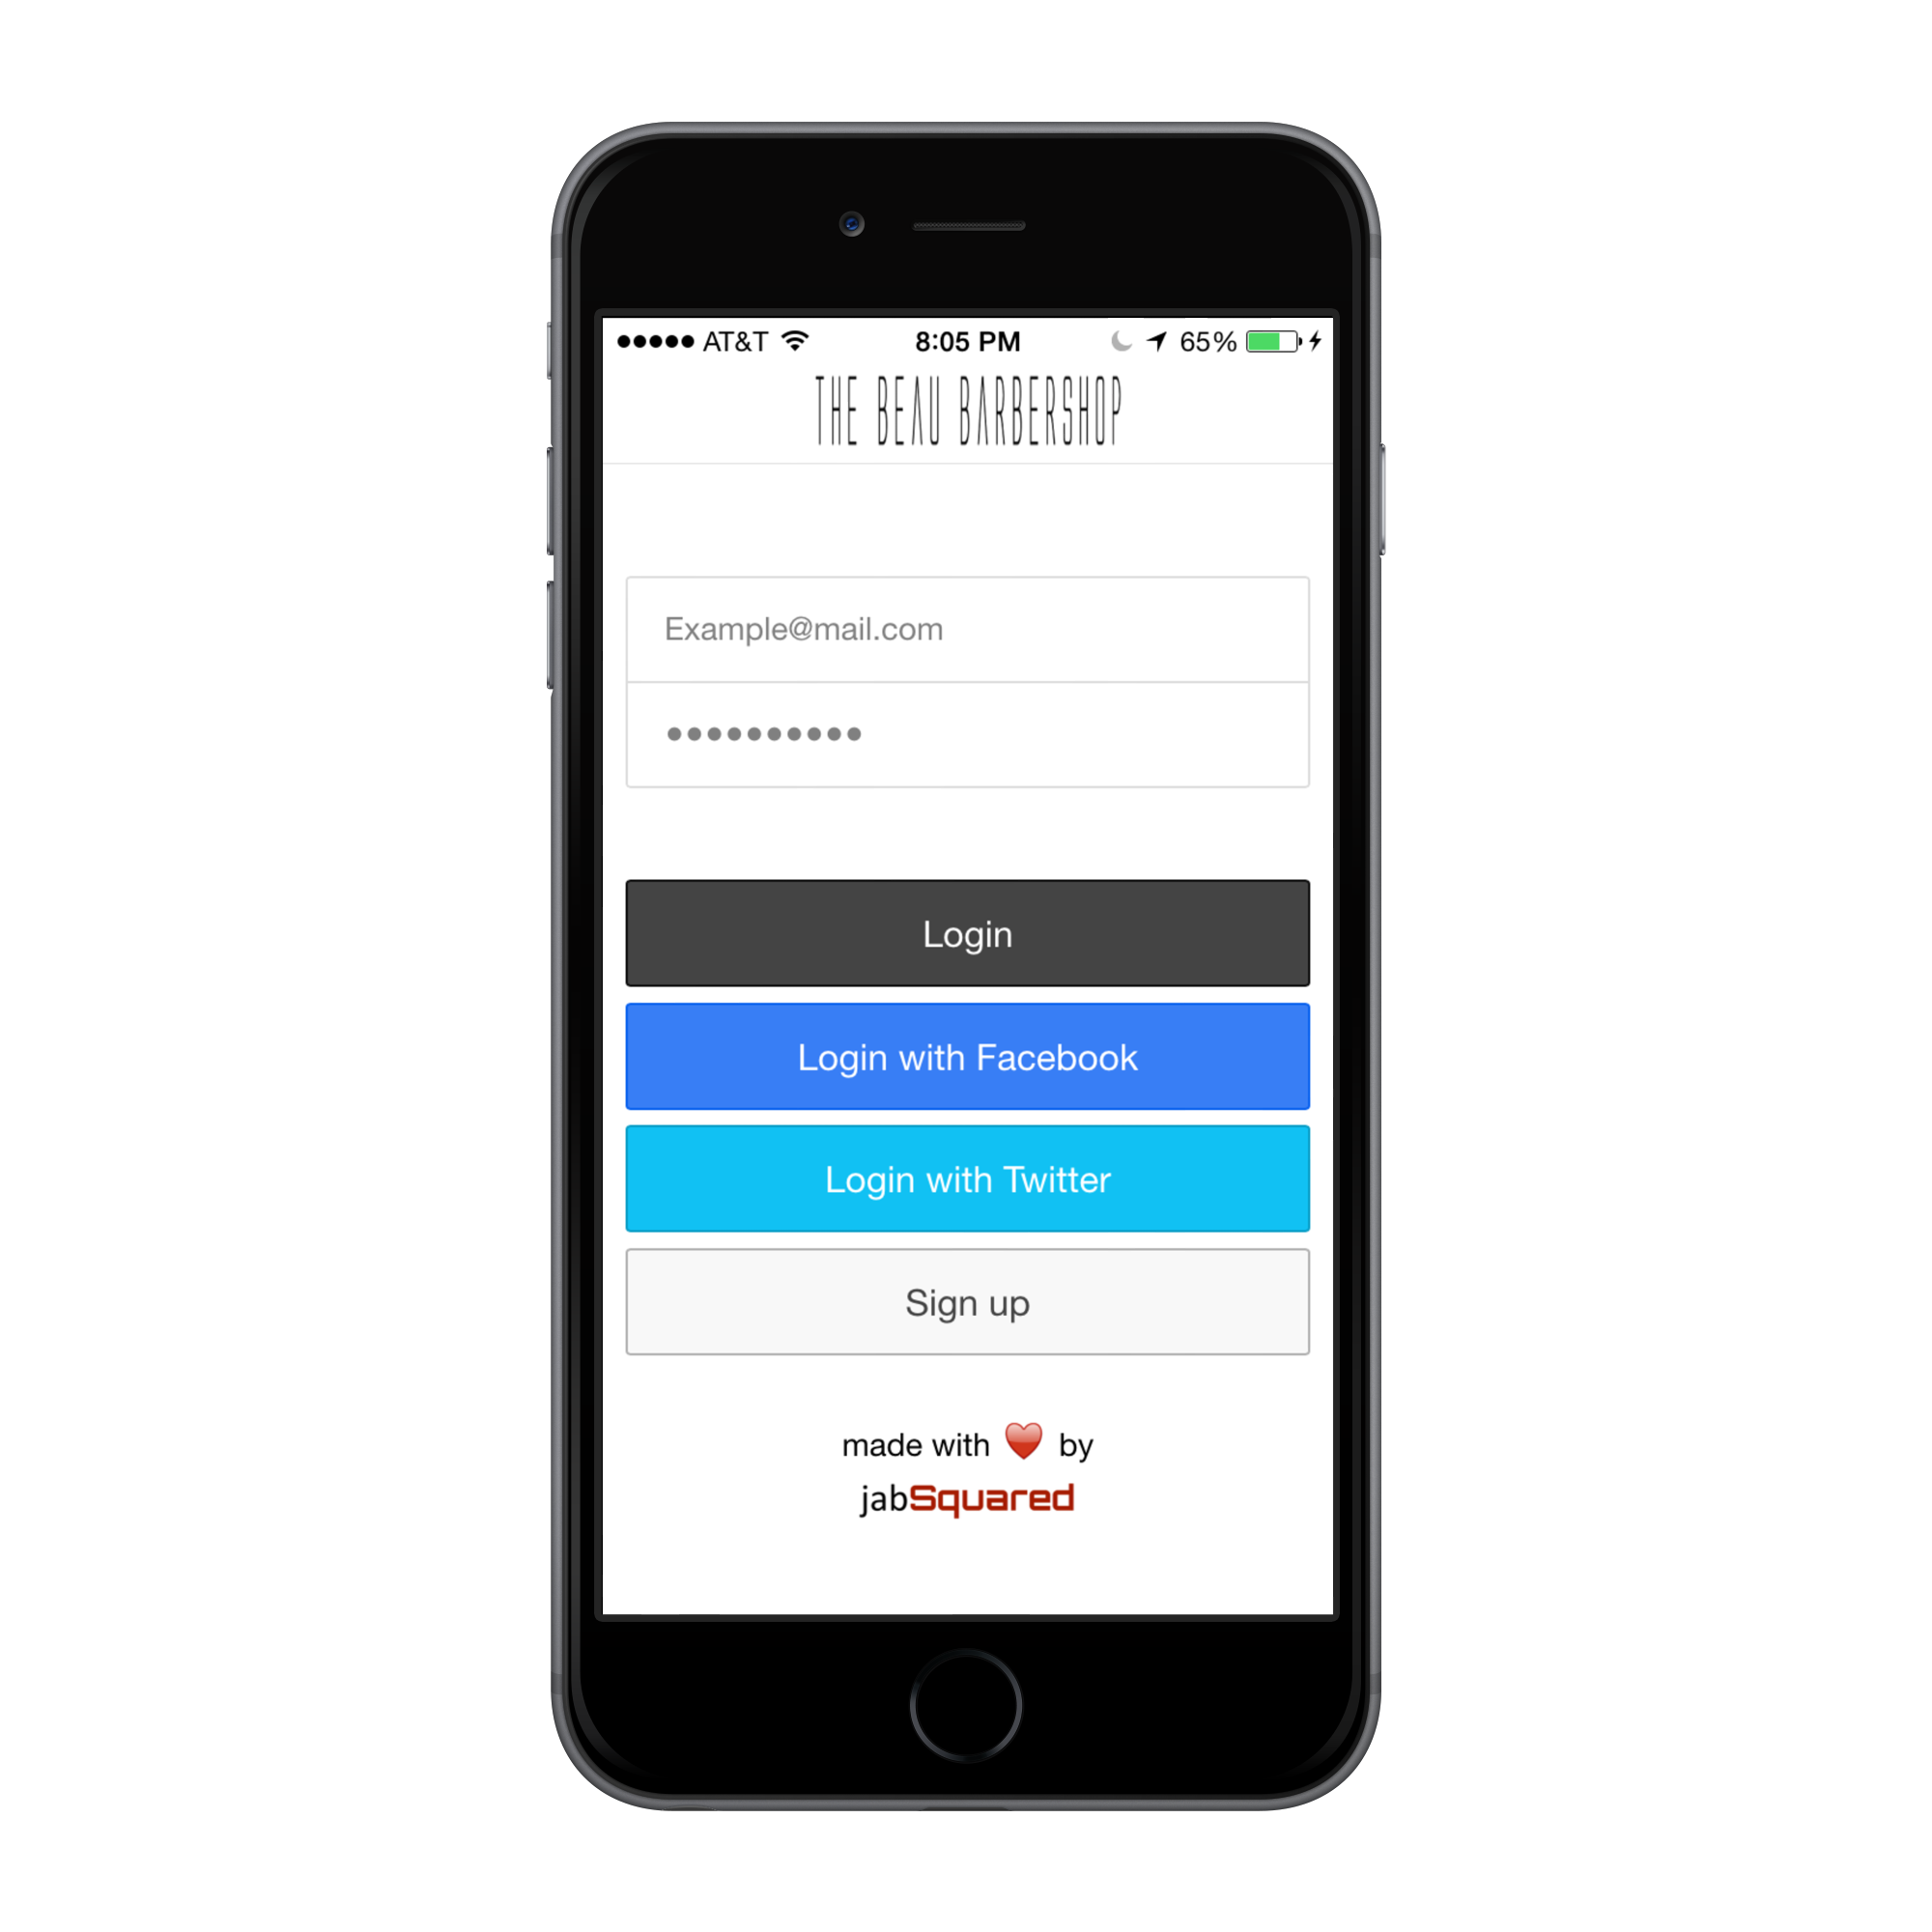 ●●●●● AT&T 8:05 PM 65%
THE BEAU BARBERSHOP
Example@mail.com
●●●●●●●●●●
Login
Login with Facebook
Login with Twitter
Sign up
made with ❤️ by
jabSquared